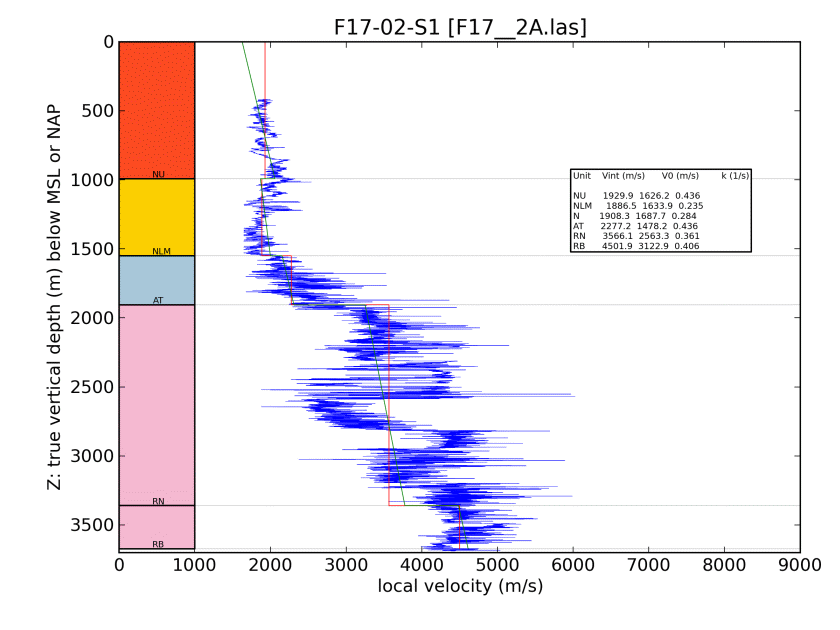 F17-02-S1 [F17__2A.las]
0
500
1000
1500
2000
2500
3000
3500
Z: true vertical depth (m) below MSL or NAP
NU
NLM
AT
RN
RB
Unit Vint (m/s) V0 (m/s) k (1/s)
NU 1929.9 1626.2 0.436
NLM 1886.5 1633.9 0.235
N 1908.3 1687.7 0.284
AT 2277.2 1478.2 0.436
RN 3566.1 2563.3 0.361
RB 4501.9 3122.9 0.406
0 1000 2000 3000 4000 5000 6000 7000 8000 9000
local velocity (m/s)